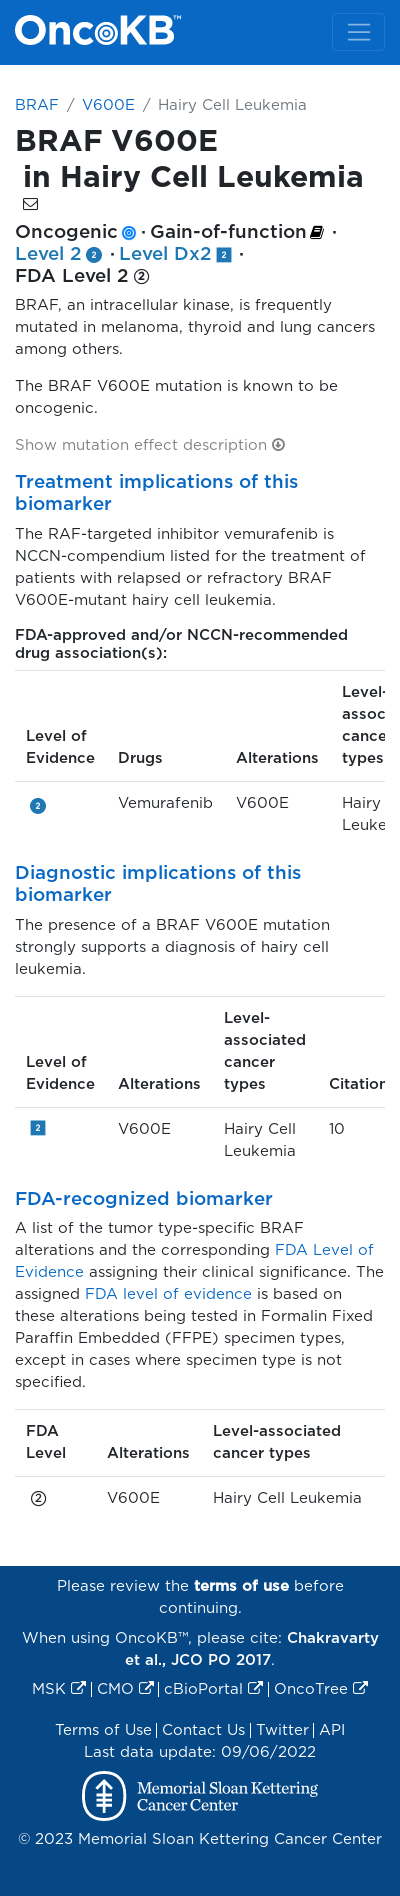 OncoKB™
BRAF / V600E / Hairy Cell Leukemia
BRAF V600E
in Hairy Cell Leukemia
Oncogenic · Gain-of-function ·
Level 2 2 · Level Dx2 2 ·
FDA Level 2 2
BRAF, an intracellular kinase, is frequently
mutated in melanoma, thyroid and lung cancers
among others.
The BRAF V600E mutation is known to be
oncogenic.
Show mutation effect description
Treatment implications of this
biomarker
The RAF-targeted inhibitor vemurafenib is
NCCN-compendium listed for the treatment of
patients with relapsed or refractory BRAF
V600E-mutant hairy cell leukemia.
FDA-approved and/or NCCN-recommended
drug association(s):
Level-
assoc
Level of cance
Evidence Drugs Alterations types
2 Vemurafenib V600E Hairy
Leuke
Diagnostic implications of this
biomarker
The presence of a BRAF V600E mutation
strongly supports a diagnosis of hairy cell
leukemia.
Level-
associated
Level of cancer
Evidence Alterations types Citation
2 V600E Hairy Cell 10
Leukemia
FDA-recognized biomarker
A list of the tumor type-specific BRAF
alterations and the corresponding FDA Level of
Evidence assigning their clinical significance. The
assigned FDA level of evidence is based on
these alterations being tested in Formalin Fixed
Paraffin Embedded (FFPE) specimen types,
except in cases where specimen type is not
specified.
FDA Level-associated
Level Alterations cancer types
2 V600E Hairy Cell Leukemia
Please review the terms of use before
continuing.
When using OncoKB™, please cite: Chakravarty
et al., JCO PO 2017.
MSK | CMO | cBioPortal | OncoTree
Terms of Use | Contact Us | Twitter | API
Last data update: 09/06/2022
Memorial Sloan Kettering
Cancer Center
© 2023 Memorial Sloan Kettering Cancer Center